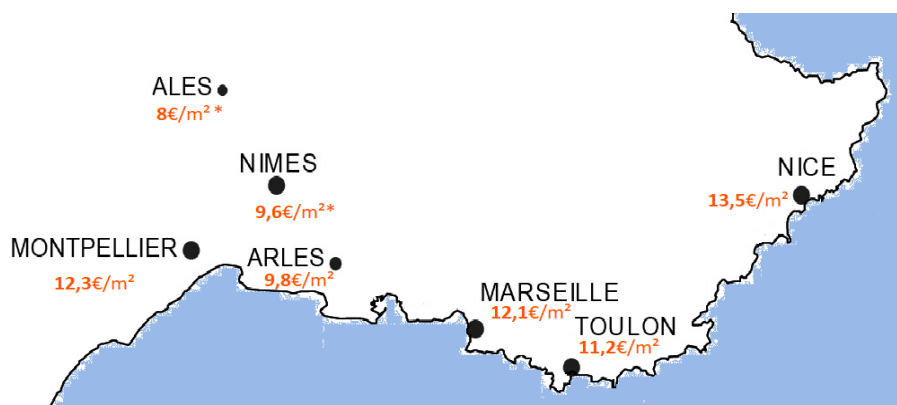 ALES
8€/m² *
NIMES
9,6€/m²*
NICE
13,5€/m²
MONTPELLIER
12,3€/m²
ARLES
9,8€/m²
MARSEILLE
12,1€/m²
TOULON
11,2€/m²